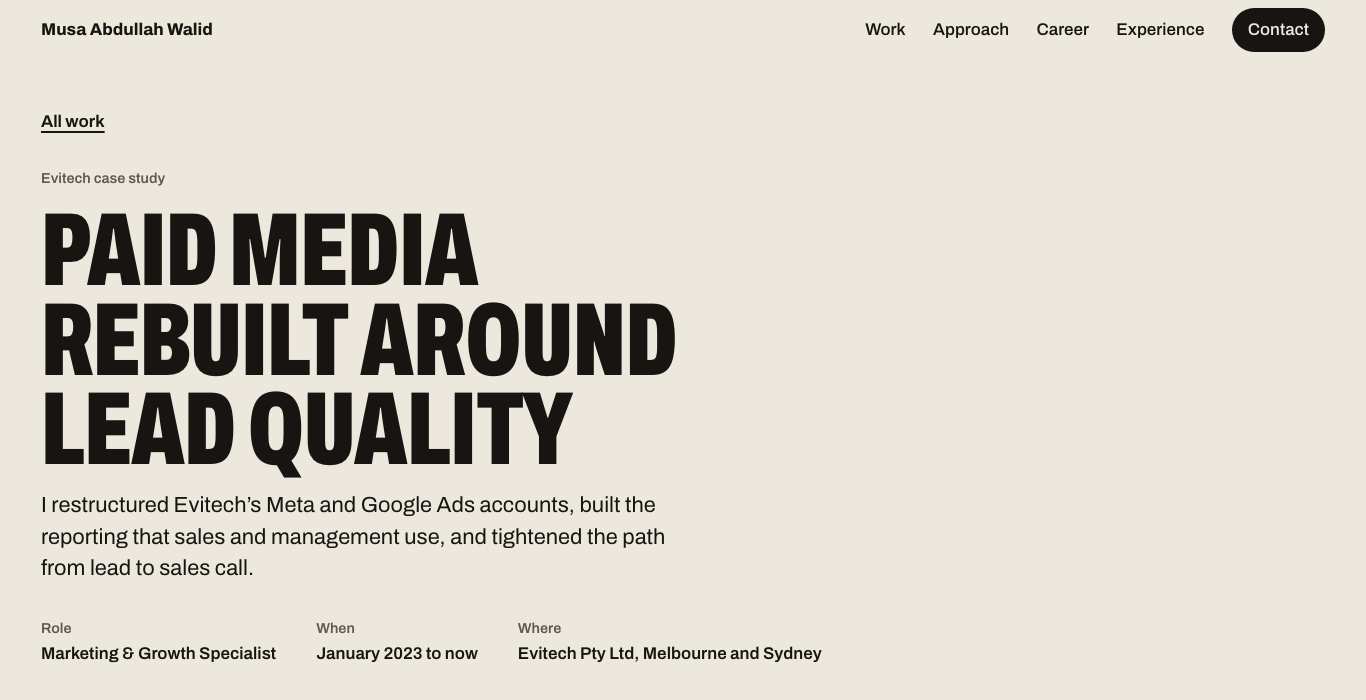 Musa Abdullah Walid
Work
Approach
Career
Experience
Contact
All work
Evitech case study
PAID MEDIA
REBUILT AROUND
LEAD QUALITY
I restructured Evitech’s Meta and Google Ads accounts, built the
reporting that sales and management use, and tightened the path
from lead to sales call.
Role
Marketing & Growth Specialist
When
January 2023 to now
Where
Evitech Pty Ltd, Melbourne and Sydney